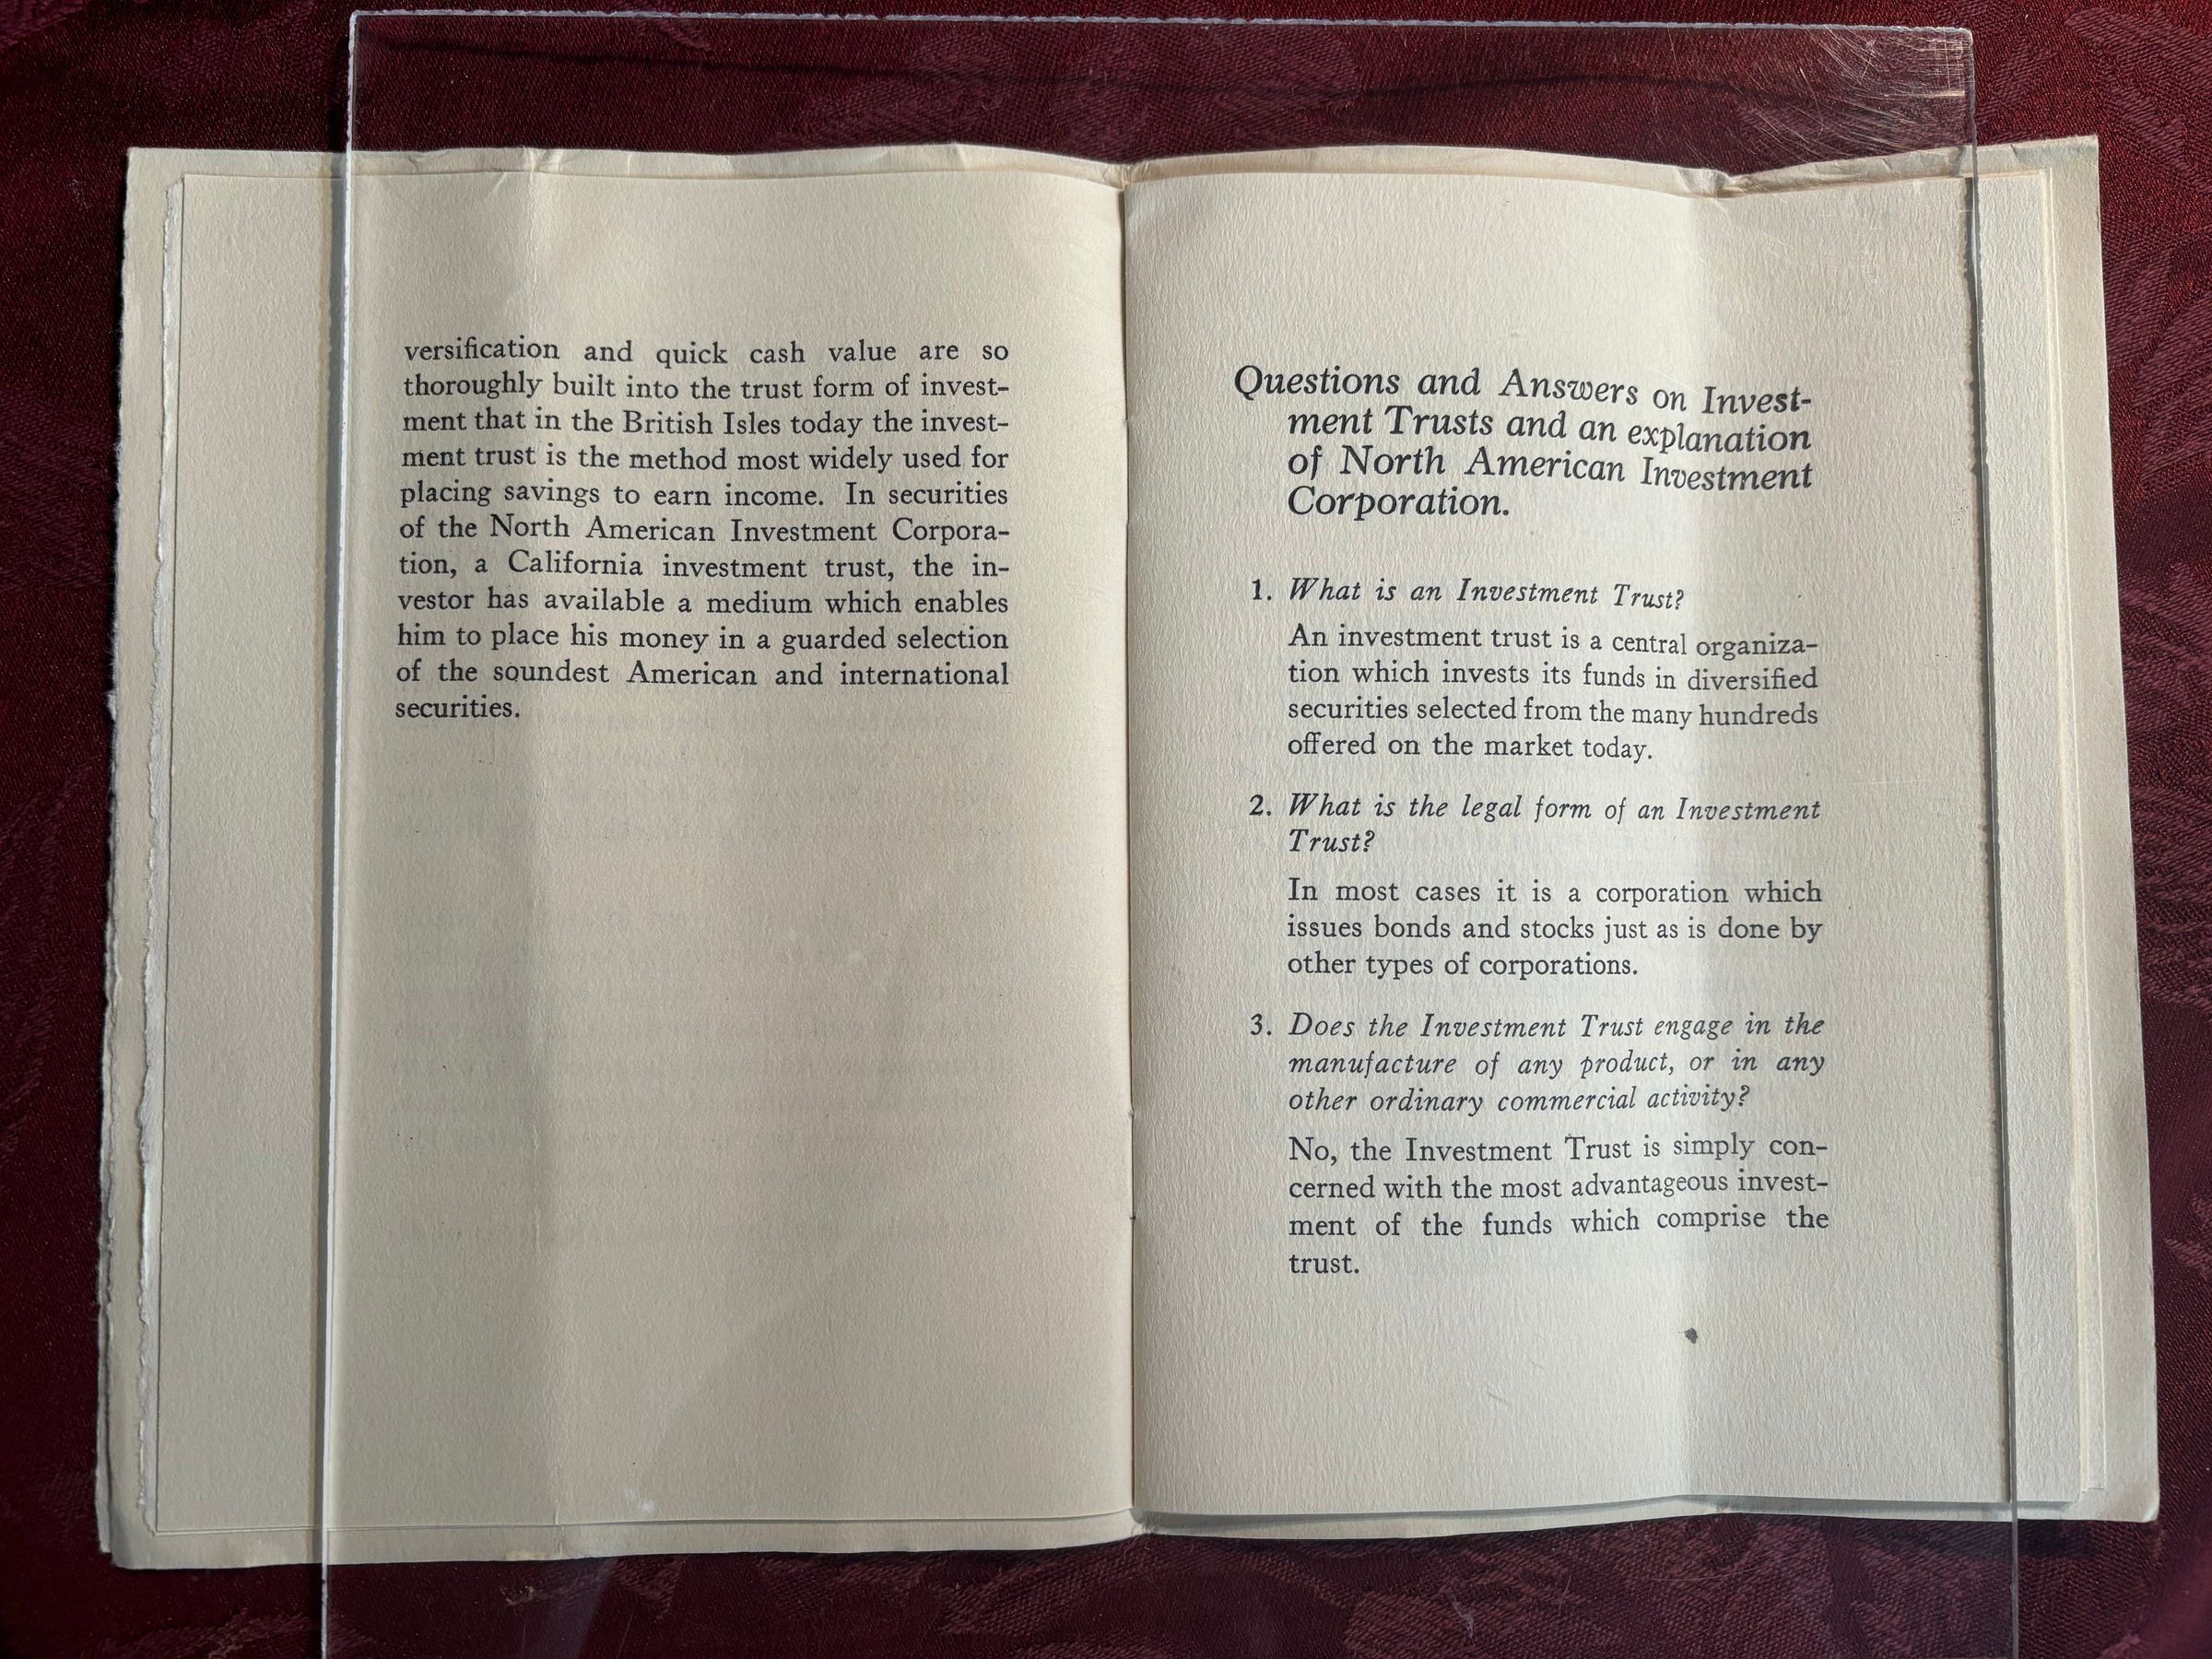 versification and quick cash value are so
thoroughly built into the trust form of invest-
ment that in the British Isles today the invest-
ment trust is the method most widely used for
placing savings to earn income. In securities
of the North American Investment Corpora-
tion, a California investment trust, the in-
vestor has available a medium which enables
him to place his money in a guarded selection
of the soundest American and international
securities.
Questions and Answers on Invest-
ment Trusts and an explanation
of North American Investment
Corporation.
1. What is an Investment Trust?
An investment trust is a central organiza-
tion which invests its funds in diversified
securities selected from the many hundreds
offered on the market today.
2. What is the legal form of an Investment
Trust?
In most cases it is a corporation which
issues bonds and stocks just as is done by
other types of corporations.
3. Does the Investment Trust engage in the
manufacture of any product, or in any
other ordinary commercial activity?
No, the Investment Trust is simply con-
cerned with the most advantageous invest-
ment of the funds which comprise the
trust.